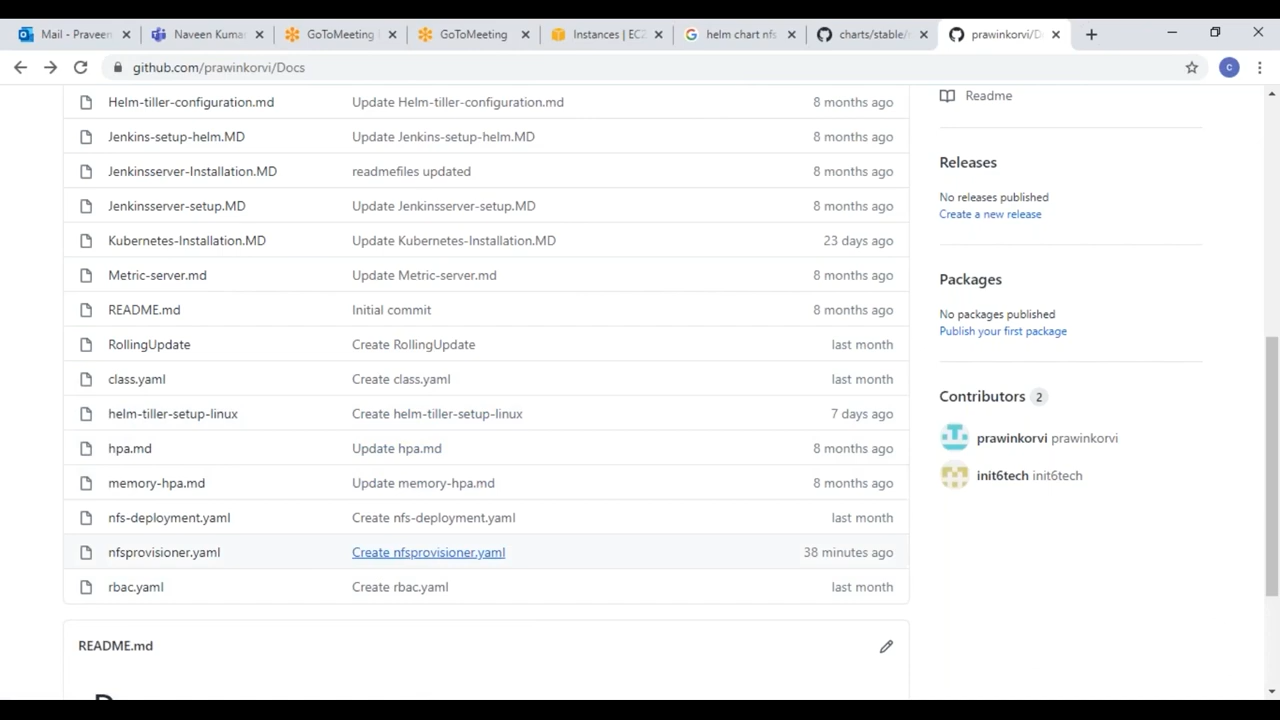 Mail - Praveen
Naveen Kumar
GoToMeeting
GoToMeeting
Instances | EC2
helm chart nfs
charts/stable/
prawinkorvi/D
github.com/prawinkorvi/Docs
C
Helm-tiller-configuration.md Update Helm-tiller-configuration.md 8 months ago
Jenkins-setup-helm.MD Update Jenkins-setup-helm.MD 8 months ago
Jenkinsserver-Installation.MD readmefiles updated 8 months ago
Jenkinsserver-setup.MD Update Jenkinsserver-setup.MD 8 months ago
Kubernetes-Installation.MD Update Kubernetes-Installation.MD 23 days ago
Metric-server.md Update Metric-server.md 8 months ago
README.md Initial commit 8 months ago
RollingUpdate Create RollingUpdate last month
class.yaml Create class.yaml last month
helm-tiller-setup-linux Create helm-tiller-setup-linux 7 days ago
hpa.md Update hpa.md 8 months ago
memory-hpa.md Update memory-hpa.md 8 months ago
nfs-deployment.yaml Create nfs-deployment.yaml last month
nfsprovisioner.yaml Create nfsprovisioner.yaml 38 minutes ago
rbac.yaml Create rbac.yaml last month
README.md
Readme
Releases
No releases published
Create a new release
Packages
No packages published
Publish your first package
Contributors 2
prawinkorvi prawinkorvi
init6tech init6tech